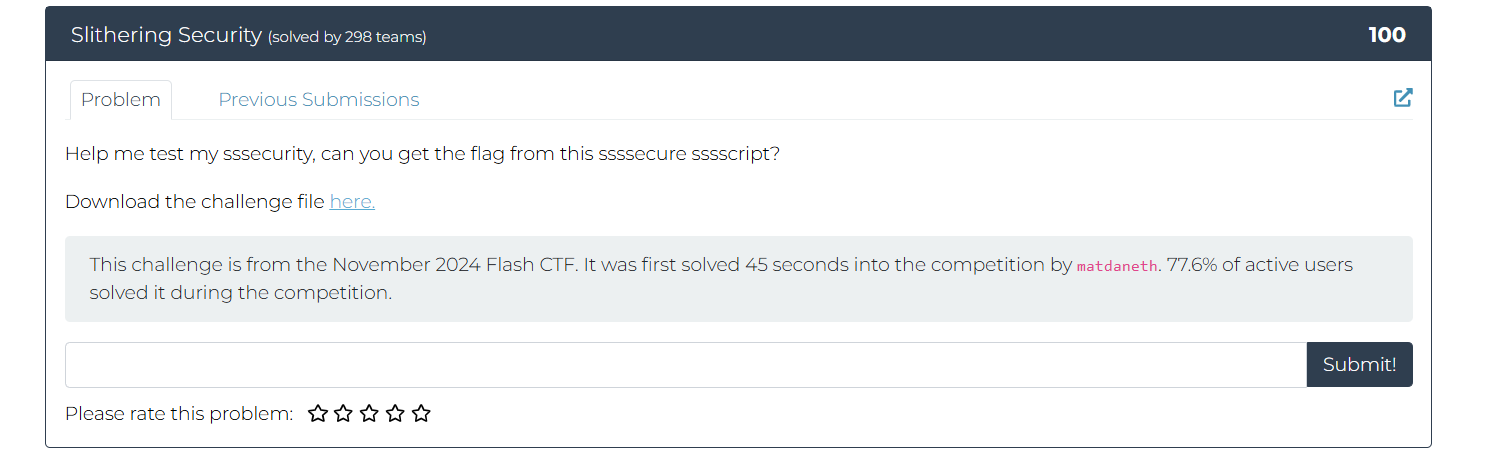 Slithering Security (solved by 298 teams) 100
Problem Previous Submissions
Help me test my sssecurity, can you get the flag from this ssssecure sssscript?
Download the challenge file here.
This challenge is from the November 2024 Flash CTF. It was first solved 45 seconds into the competition by matdaneth. 77.6% of active users
solved it during the competition.
Submit!
Please rate this problem: